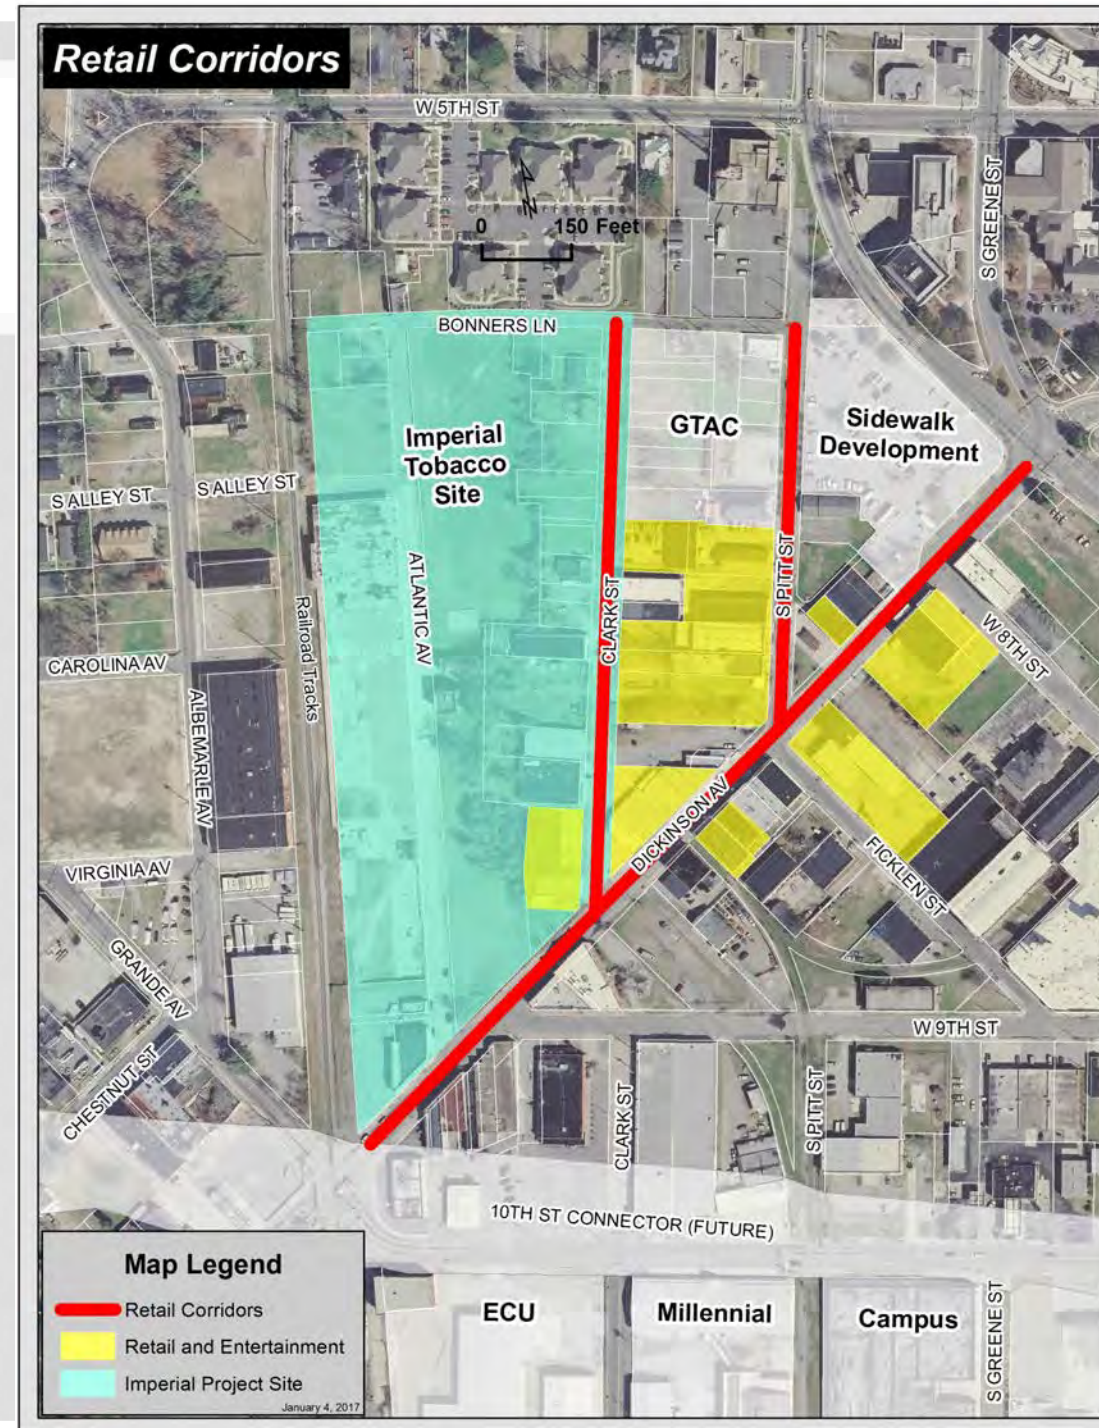 Retail Corridors
W 5TH ST
S GREENE ST
N
0 150 Feet
BONNERS LN
Imperial
Tobacco
Site
GTAC
Sidewalk
Development
S ALLEY ST
S ALLEY ST
ATLANTIC AV
CLARK ST
S PITT ST
Railroad Tracks
W 8TH ST
CAROLINA AV
ALBEMARLE AV
DICKINSON AV
FICKLEN ST
VIRGINIA AV
GRANDE AV
CHESTNUT ST
W 9TH ST
CLARK ST
S PITT ST
10TH ST CONNECTOR (FUTURE)
ECU
Millennial
Campus
S GREENE ST
Map Legend
Retail Corridors
Retail and Entertainment
Imperial Project Site
January 4, 2017